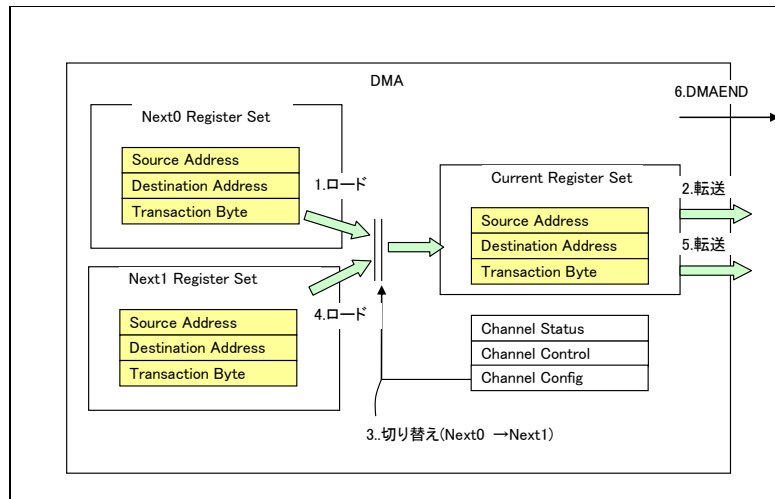 DMA
6.DMAEND
Next0 Register Set
Source Address
Destination Address
Transaction Byte
1.ロード
Current Register Set
Source Address
Destination Address
Transaction Byte
2.転送
5.転送
Next1 Register Set
Source Address
Destination Address
Transaction Byte
4.ロード
Channel Status
Channel Control
Channel Config
3..切り替え(Next0 →Next1)